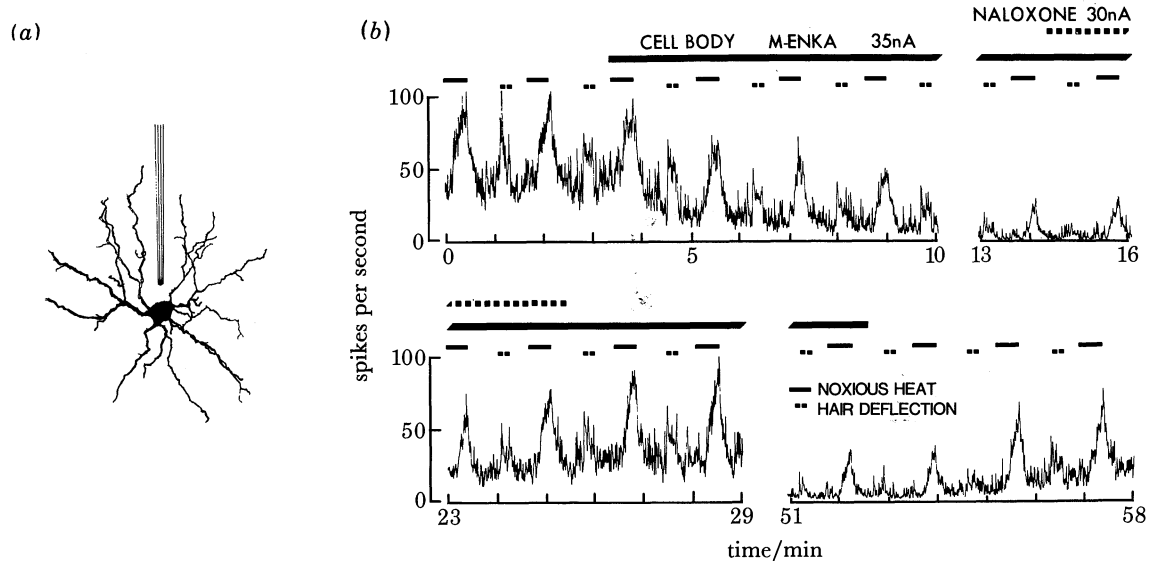 (a)
(b)
NALOXONE 30nA
CELL BODY M-ENKA 35nA
100
50
0
0 5 10 13 16
spikes per second
100
50
0
NOXIOUS HEAT
HAIR DEFLECTION
23 29 51 58
time/min